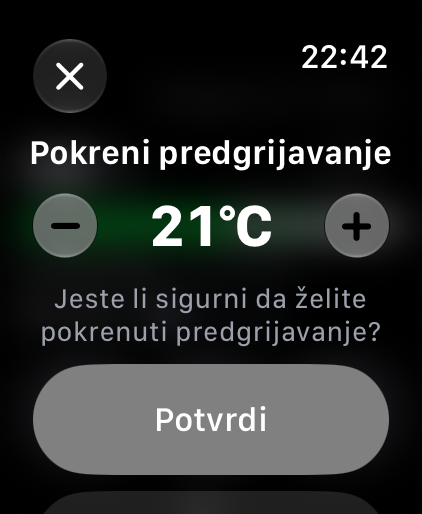 22:42
Pokreni predgrijavanje
21°C
Jeste li sigurni da želite
pokrenuti predgrijavanje?
Potvrdi